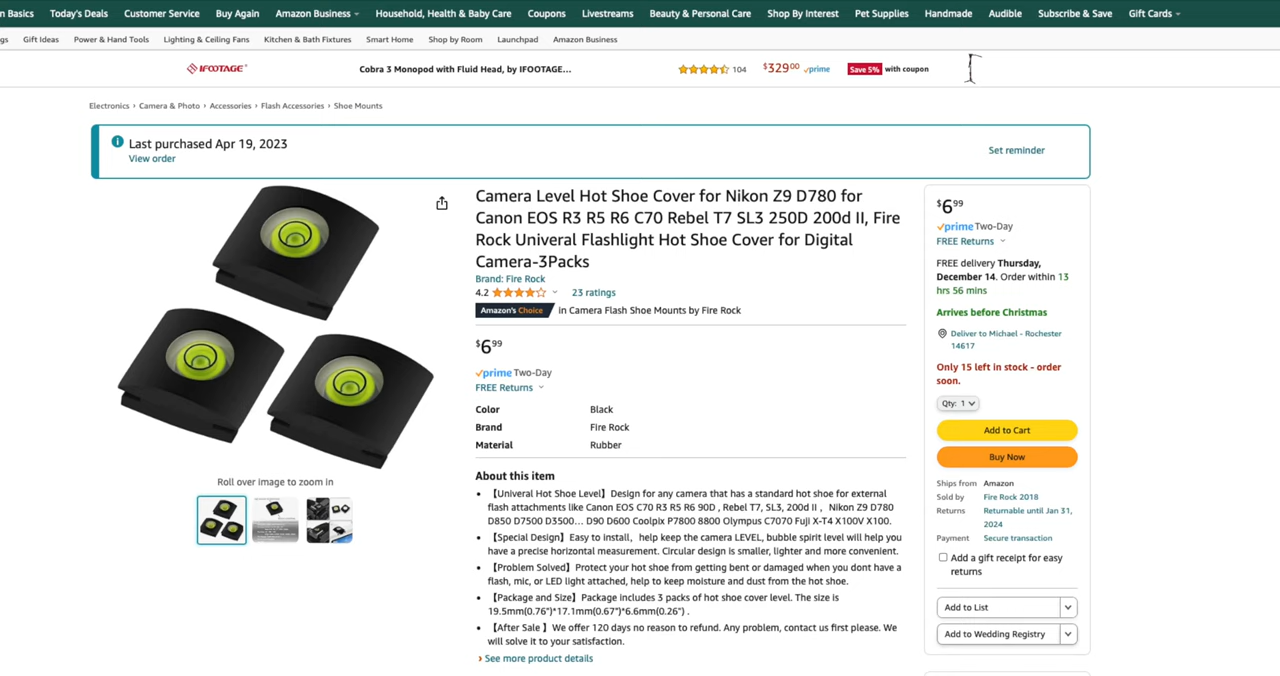 n Basics Today's Deals Customer Service Buy Again Amazon Business Household, Health & Baby Care Coupons Livestreams Beauty & Personal Care Shop By Interest Pet Supplies Handmade Audible Subscribe & Save Gift Cards
gs Gift Ideas Power & Hand Tools Lighting & Ceiling Fans Kitchen & Bath Fixtures Smart Home Shop by Room Launchpad Amazon Business
IFOOTAGE Cobra 3 Monopod with Fluid Head, by IFOOTAGE... 104 $329.00 prime Save 5% with coupon
Electronics › Camera & Photo › Accessories › Flash Accessories › Shoe Mounts
Last purchased Apr 19, 2023
View order
Set reminder
Camera Level Hot Shoe Cover for Nikon Z9 D780 for
Canon EOS R3 R5 R6 C70 Rebel T7 SL3 250D 200d II, Fire
Rock Univeral Flashlight Hot Shoe Cover for Digital
Camera-3Packs
Brand: Fire Rock
4.2 23 ratings
Amazon's Choice in Camera Flash Shoe Mounts by Fire Rock
$6.99
prime Two-Day
FREE Returns
Color Black
Brand Fire Rock
Material Rubber
About this item
• 【Univeral Hot Shoe Level】Design for any camera that has a standard hot shoe for external
flash attachments like Canon EOS C70 R3 R5 R6 90D , Rebel T7, SL3, 200d II , Nikon Z9 D780
D850 D7500 D3500... D90 D600 Coolpix P7800 8800 Olympus C7070 Fuji X-T4 X100V X100.
• 【Special Design】Easy to install, help keep the camera LEVEL, bubble spirit level will help you
have a precise horizontal measurement. Circular design is smaller, lighter and more convenient.
• 【Problem Solved】Protect your hot shoe from getting bent or damaged when you dont have a
flash, mic, or LED light attached, help to keep moisture and dust from the hot shoe.
• 【Package and Size】Package includes 3 packs of hot shoe cover level. The size is
19.5mm(0.76")*17.1mm(0.67")*6.6mm(0.26") .
• 【After Sale 】We offer 120 days no reason to refund. Any problem, contact us first please. We
will solve it to your satisfaction.
› See more product details
Roll over image to zoom in
$6.99
prime Two-Day
FREE Returns
FREE delivery Thursday,
December 14. Order within 13
hrs 56 mins
Arrives before Christmas
Deliver to Michael - Rochester
14617
Only 15 left in stock - order
soon.
Qty: 1
Add to Cart
Buy Now
Ships from Amazon
Sold by Fire Rock 2018
Returns Returnable until Jan 31,
2024
Payment Secure transaction
Add a gift receipt for easy
returns
Add to List
Add to Wedding Registry